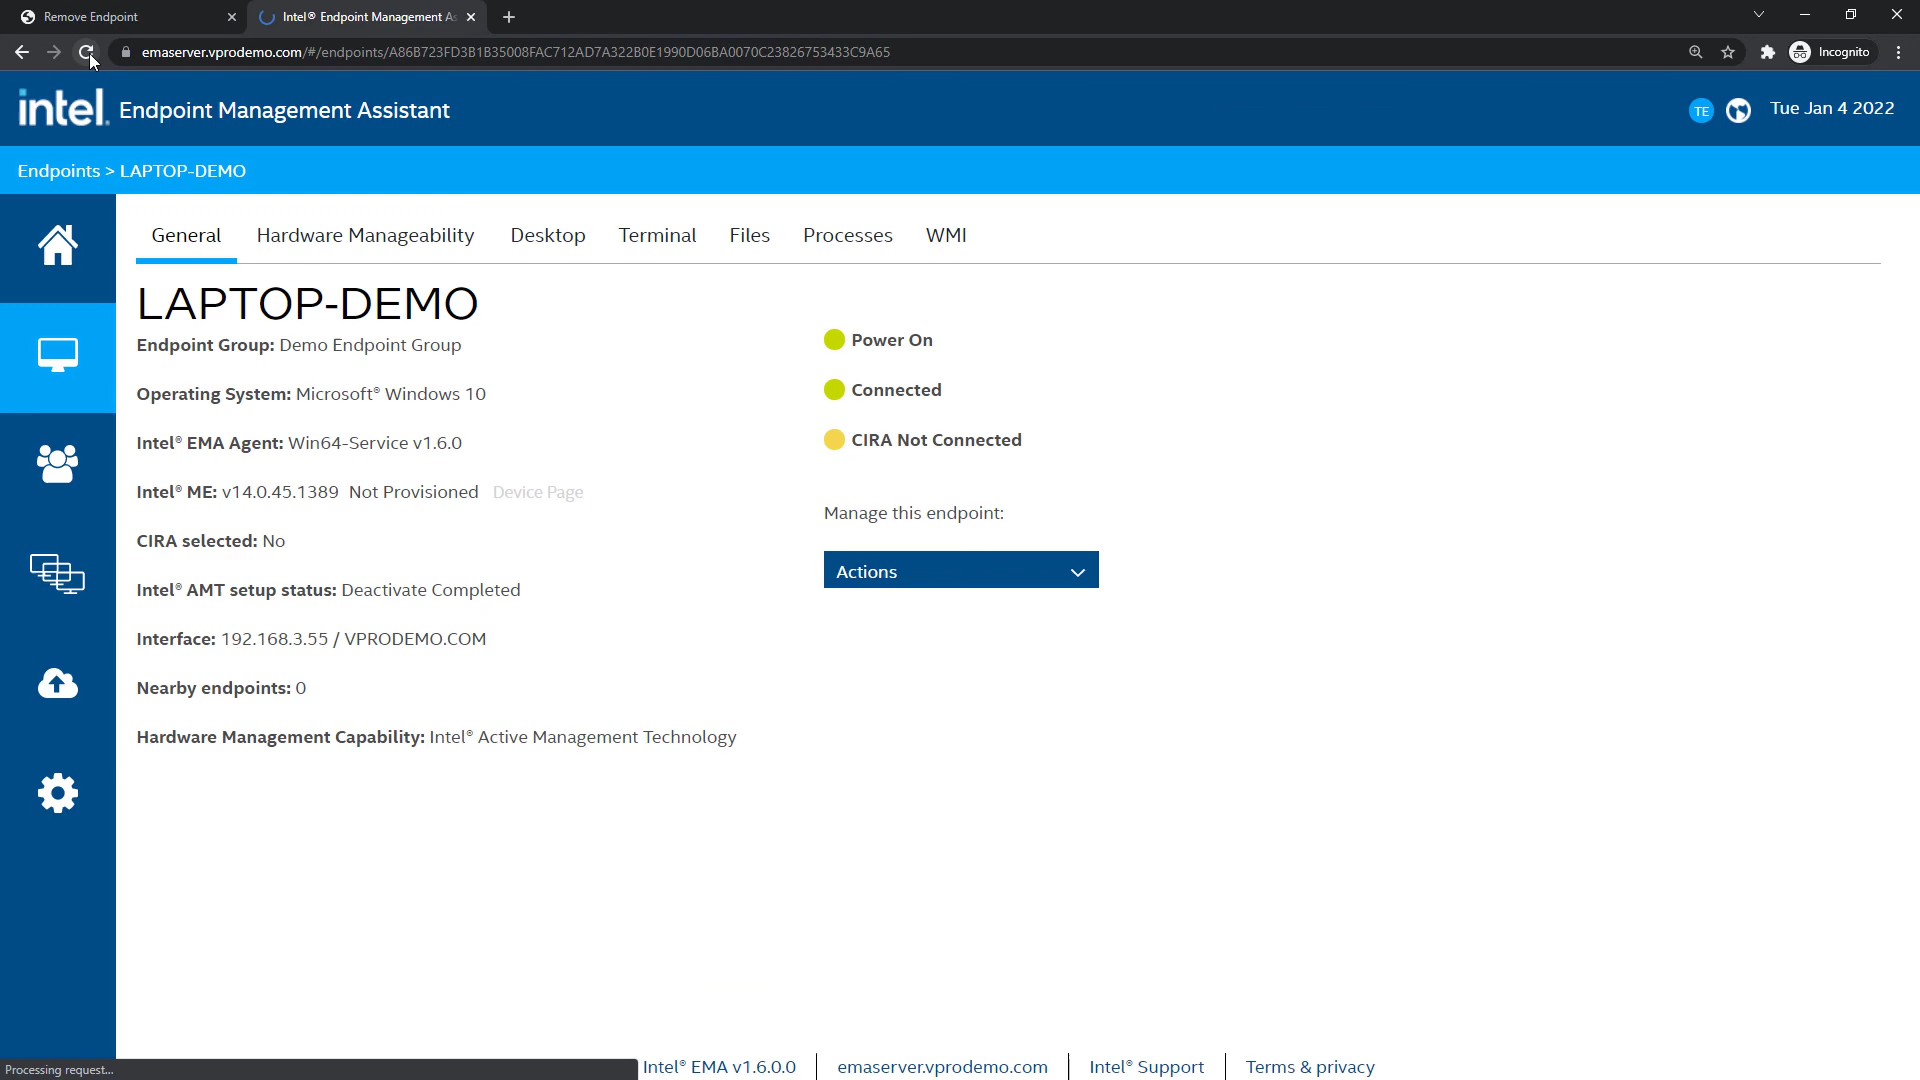 Remove Endpoint
Intel® Endpoint Management As
emaserver.vprodemo.com/#/endpoints/A86B723FD3B1B35008FAC712AD7A322B0E1990D06BA0070C23826753433C9A65
Incognito
intel. Endpoint Management Assistant
TE
Tue Jan 4 2022
Endpoints > LAPTOP-DEMO
General Hardware Manageability Desktop Terminal Files Processes WMI
LAPTOP-DEMO
Endpoint Group: Demo Endpoint Group
Operating System: Microsoft® Windows 10
Intel® EMA Agent: Win64-Service v1.6.0
Intel® ME: v14.0.45.1389 Not Provisioned Device Page
CIRA selected: No
Intel® AMT setup status: Deactivate Completed
Interface: 192.168.3.55 / VPRODEMO.COM
Nearby endpoints: 0
Hardware Management Capability: Intel® Active Management Technology
Power On
Connected
CIRA Not Connected
Manage this endpoint:
Actions
Processing request...
Intel® EMA v1.6.0.0 emaserver.vprodemo.com Intel® Support Terms & privacy